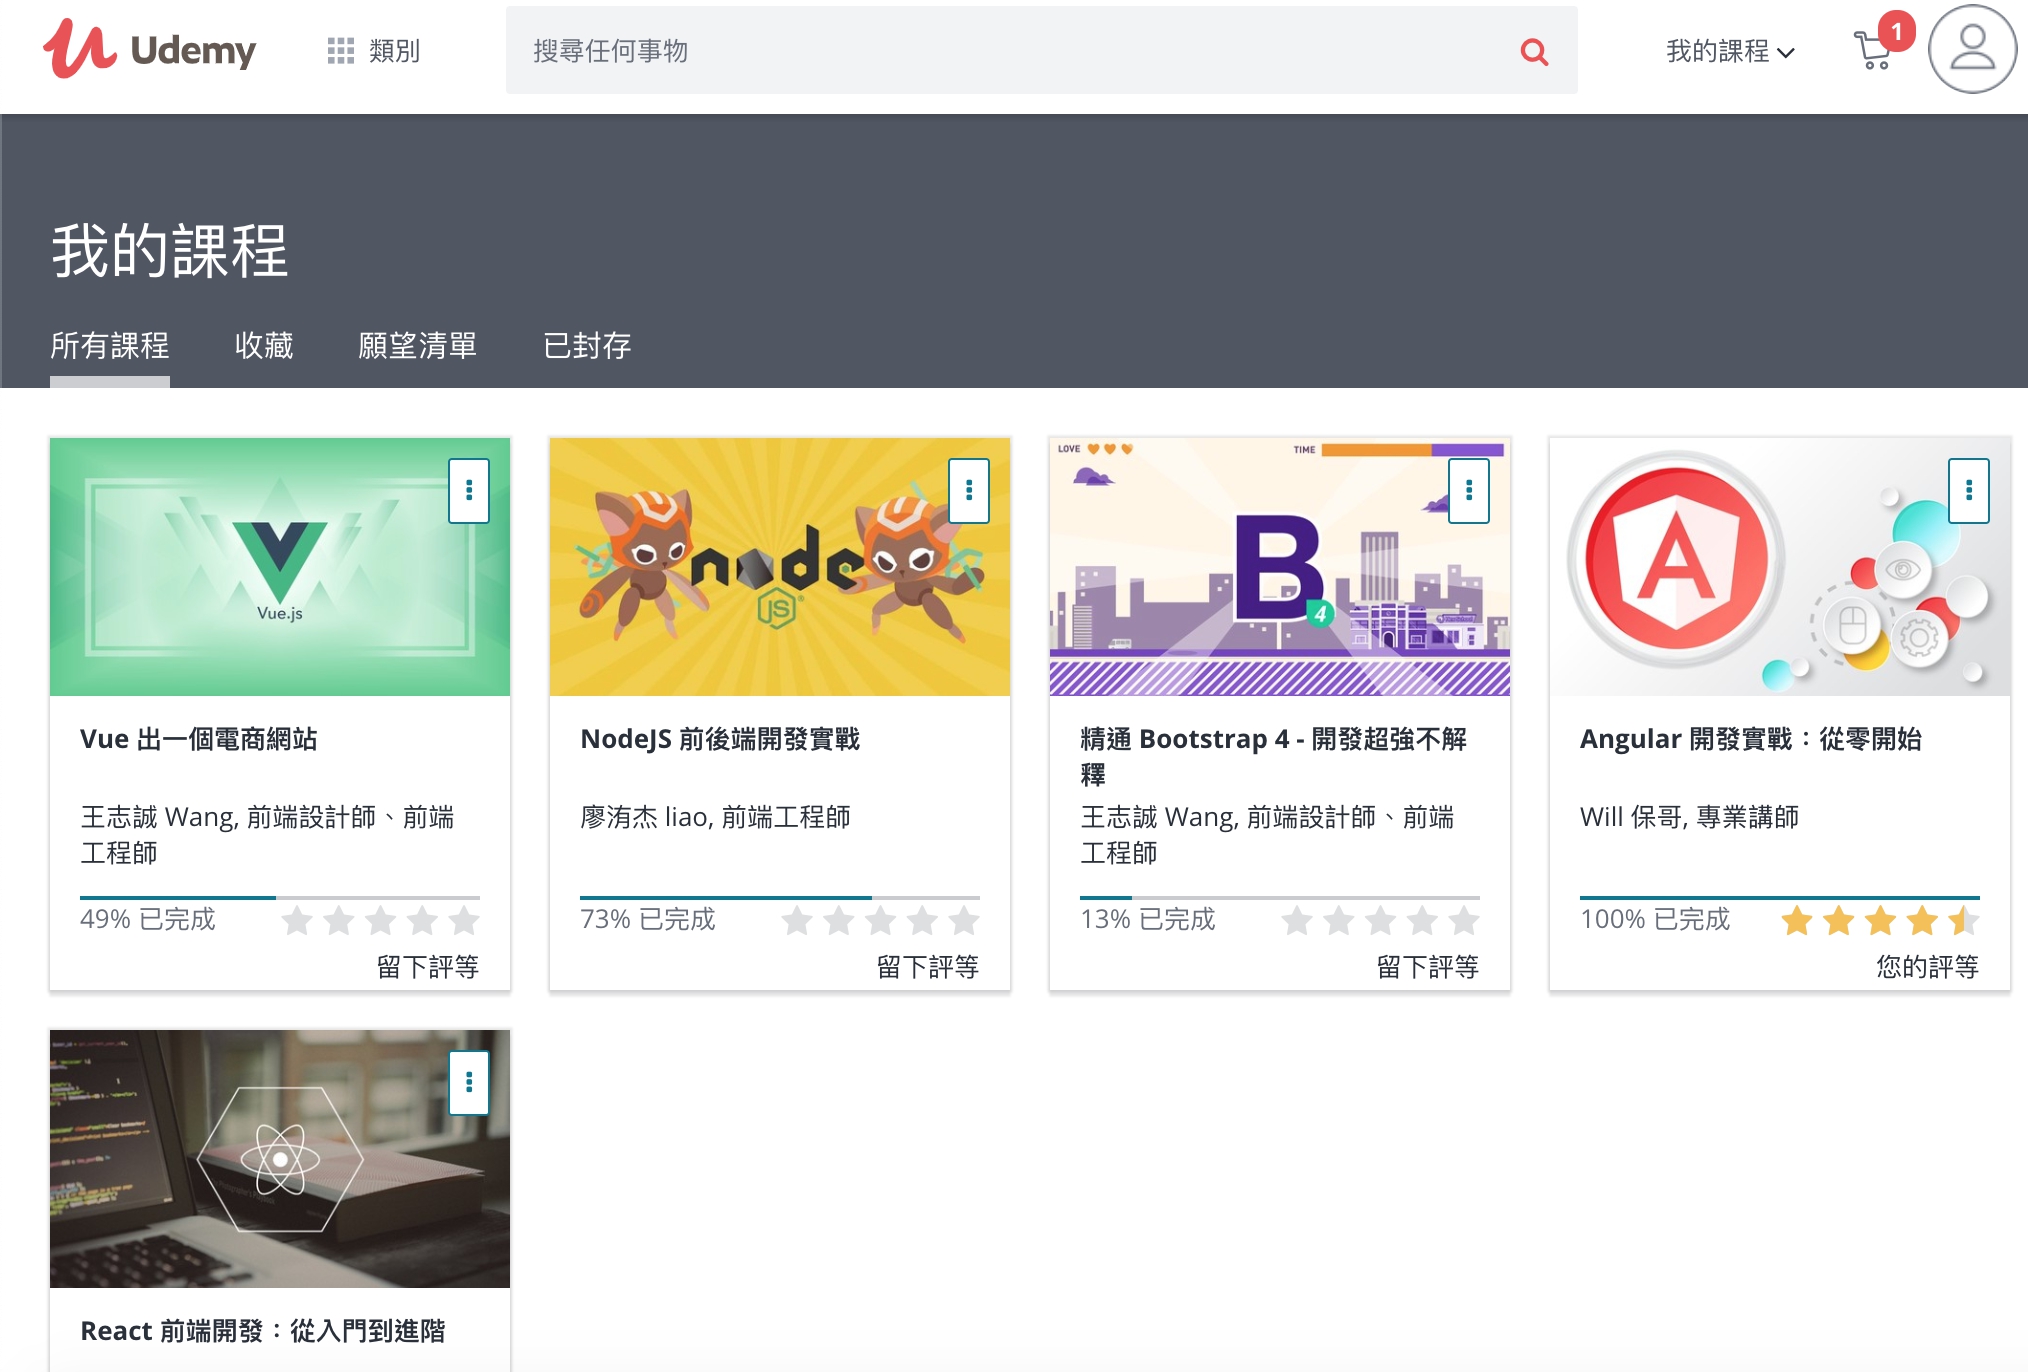 Udemy
類別
搜尋任何事物
我的課程
1
我的課程
所有課程
收藏
願望清單
已封存
Vue.js
Vue 出一個電商網站
王志誠 Wang, 前端設計師、前端
工程師
49% 已完成
留下評等
node
JS
NodeJS 前後端開發實戰
廖洧杰 liao, 前端工程師
73% 已完成
留下評等
LOVE
TIME
B
4
精通 Bootstrap 4 - 開發超強不解
釋
王志誠 Wang, 前端設計師、前端
工程師
13% 已完成
留下評等
A
Angular 開發實戰：從零開始
Will 保哥, 專業講師
100% 已完成
您的評等
React 前端開發：從入門到進階